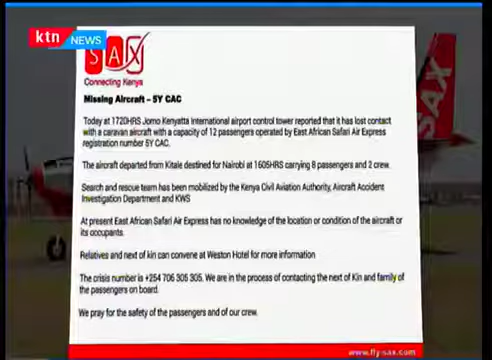 ktn NEWS
SAX
Connecting Kenya
Missing Aircraft – 5Y CAC
Today at 1720HRS Jomo Kenyatta International airport control tower reported that it has lost contact
with a caravan aircraft with a capacity of 12 passengers operated by East African Safari Air Express
registration number 5Y CAC.
The aircraft departed from Kitale destined for Nairobi at 1605HRS carrying 8 passengers and 2 crew.
Search and rescue team has been mobilized by the Kenya Civil Aviation Authority, Aircraft Accident
Investigation Department and KWS
At present East African Safari Air Express has no knowledge of the location or condition of the aircraft or
its occupants.
Relatives and next of kin can convene at Weston Hotel for more information
The crisis number is +254 706 305 305. We are in the process of contacting the next of Kin and family of
the passengers on board.
We pray for the safety of the passengers and of our crew.
www.fly-sax.com
SAX